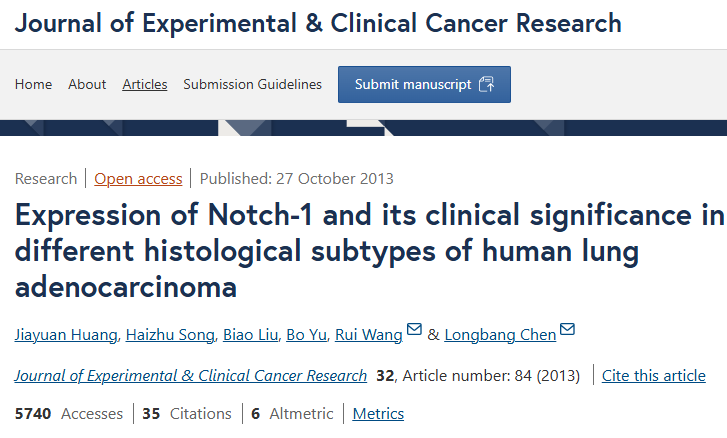 Journal of Experimental & Clinical Cancer Research
Home About Articles Submission Guidelines Submit manuscript
Research Open access Published: 27 October 2013
Expression of Notch-1 and its clinical significance in
different histological subtypes of human lung
adenocarcinoma
Jiayuan Huang, Haizhu Song, Biao Liu, Bo Yu, Rui Wang & Longbang Chen
Journal of Experimental & Clinical Cancer Research 32, Article number: 84 (2013) Cite this article
5740 Accesses 35 Citations 6 Altmetric Metrics